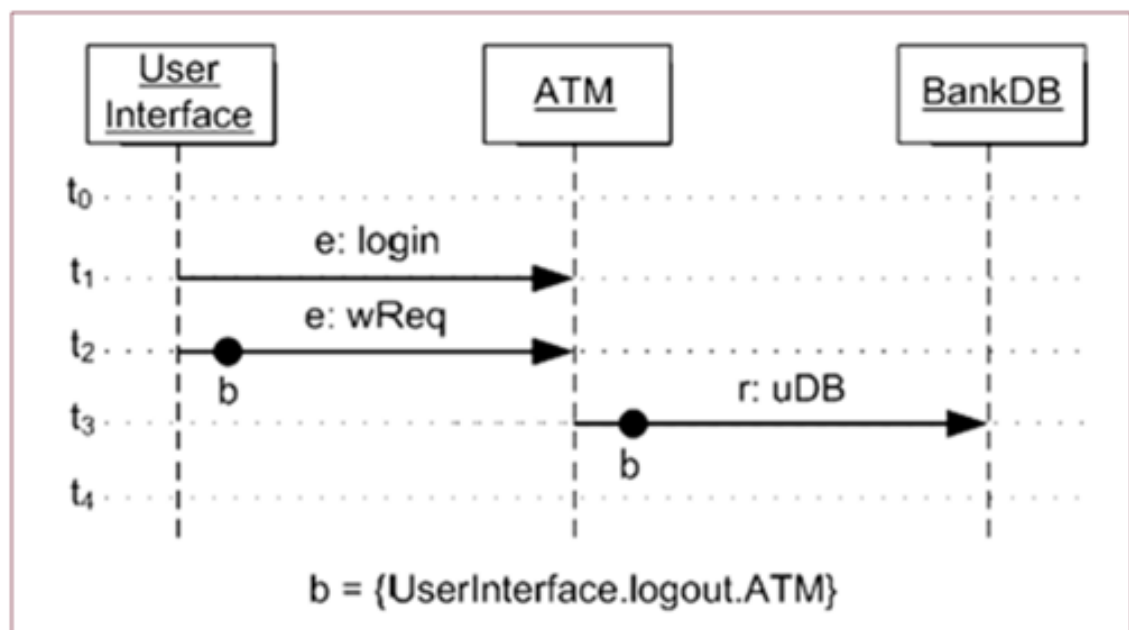 User
Interface
ATM
BankDB
t0
e: login
t1
e: wReq
t2
b
r: uDB
t3
b
t4
b = {UserInterface.logout.ATM}